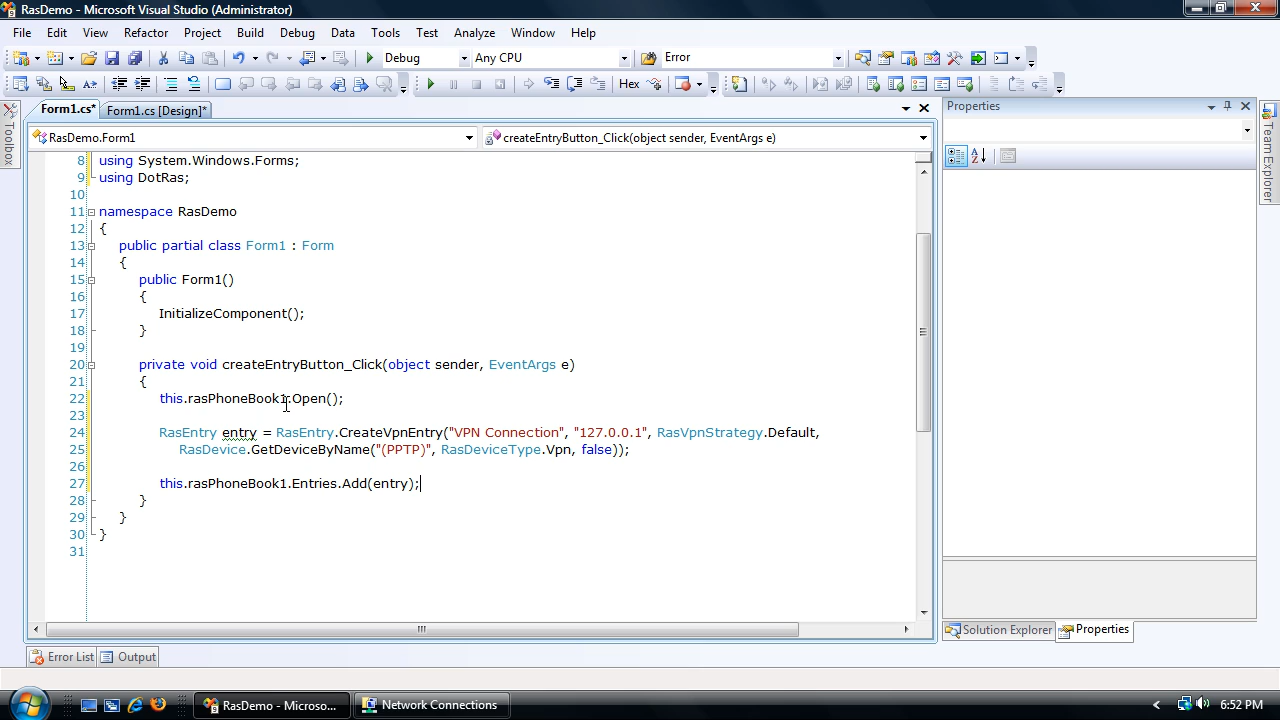 RasDemo - Microsoft Visual Studio (Administrator)
File Edit View Refactor Project Build Debug Data Tools Test Analyze Window Help
Debug Any CPU Error
Hex
Form1.cs* Form1.cs [Design]* Properties
RasDemo.Form1 createEntryButton_Click(object sender, EventArgs e)
Toolbox
Team Explorer
8 using System.Windows.Forms;
9 using DotRas;
10
11 namespace RasDemo
12 {
13 public partial class Form1 : Form
14 {
15 public Form1()
16 {
17 InitializeComponent();
18 }
19
20 private void createEntryButton_Click(object sender, EventArgs e)
21 {
22 this.rasPhoneBook1.Open();
23
24 RasEntry entry = RasEntry.CreateVpnEntry("VPN Connection", "127.0.0.1", RasVpnStrategy.Default,
25 RasDevice.GetDeviceByName("(PPTP)", RasDeviceType.Vpn, false));
26
27 this.rasPhoneBook1.Entries.Add(entry);
28 }
29 }
30 }
31
Solution Explorer Properties
Error List Output
RasDemo - Microso... Network Connections 6:52 PM